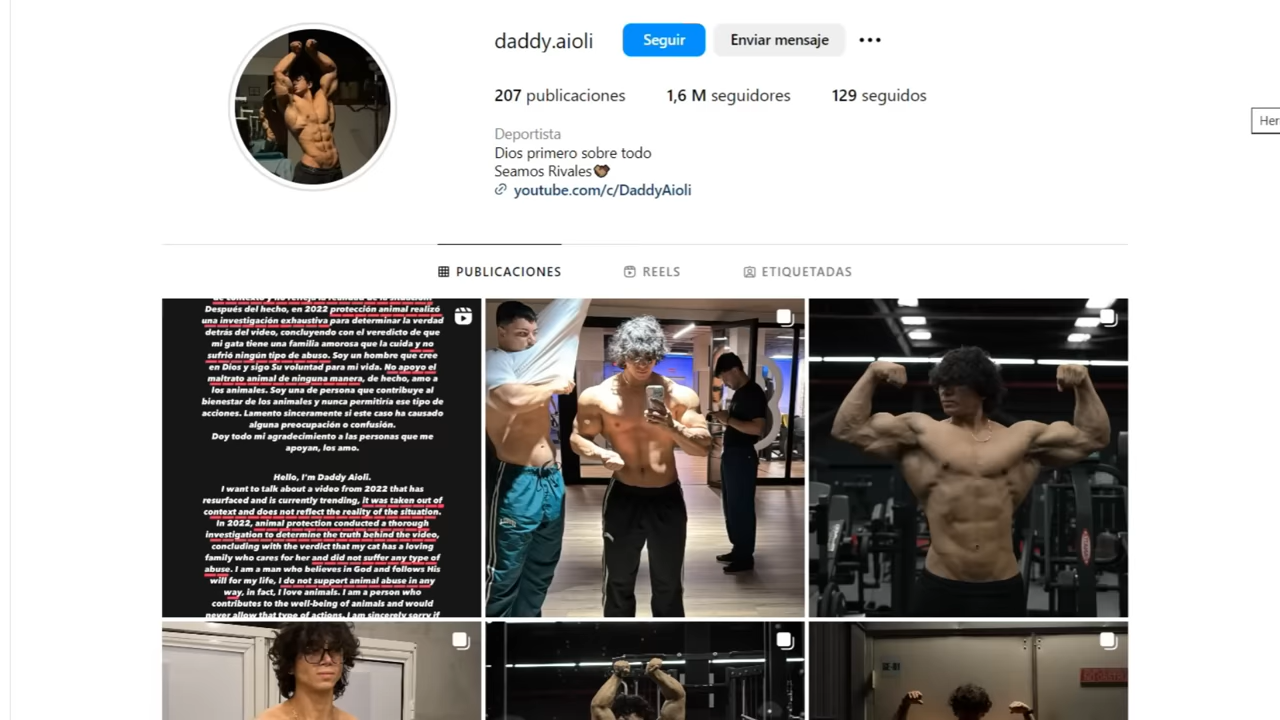 daddy.aioli
Seguir
Enviar mensaje
207 publicaciones
1,6 M seguidores
129 seguidos
Her
Deportista
Dios primero sobre todo
Seamos Rivales
youtube.com/c/DaddyAioli
PUBLICACIONES
REELS
ETIQUETADAS
de contexto y no refleja la realidad de la situación.
Después del hecho, en 2022 protección animal realizó
una investigación exhaustiva para determinar la verdad
detrás del video, concluyendo con el veredicto de que
mi gata tiene una familia amorosa que la cuida y no
sufrió ningún tipo de abuso. Soy un hombre que cree
en Dios y sigo Su voluntad para mi vida. No apoyo el
maltrato animal de ninguna manera, de hecho, amo a
los animales. Soy una de persona que contribuye al
bienestar de los animales y nunca permitiría ese tipo de
acciones. Lamento sinceramente si este caso ha causado
alguna preocupación o confusión.
Doy todo mi agradecimiento a las personas que me
apoyan, los amo.
Hello, I'm Daddy Aioli.
I want to talk about a video from 2022 that has
resurfaced and is currently trending, it was taken out of
context and does not reflect the reality of the situation.
In 2022, animal protection conducted a thorough
investigation to determine the truth behind the video,
concluding with the verdict that my cat has a loving
family who cares for her and did not suffer any type of
abuse. I am a man who believes in God and follows His
will for my life, I do not support animal abuse in any
way, in fact, I love animals. I am a person who
contributes to the well-being of animals and would
never allow that type of actions. I am sincerely sorry if